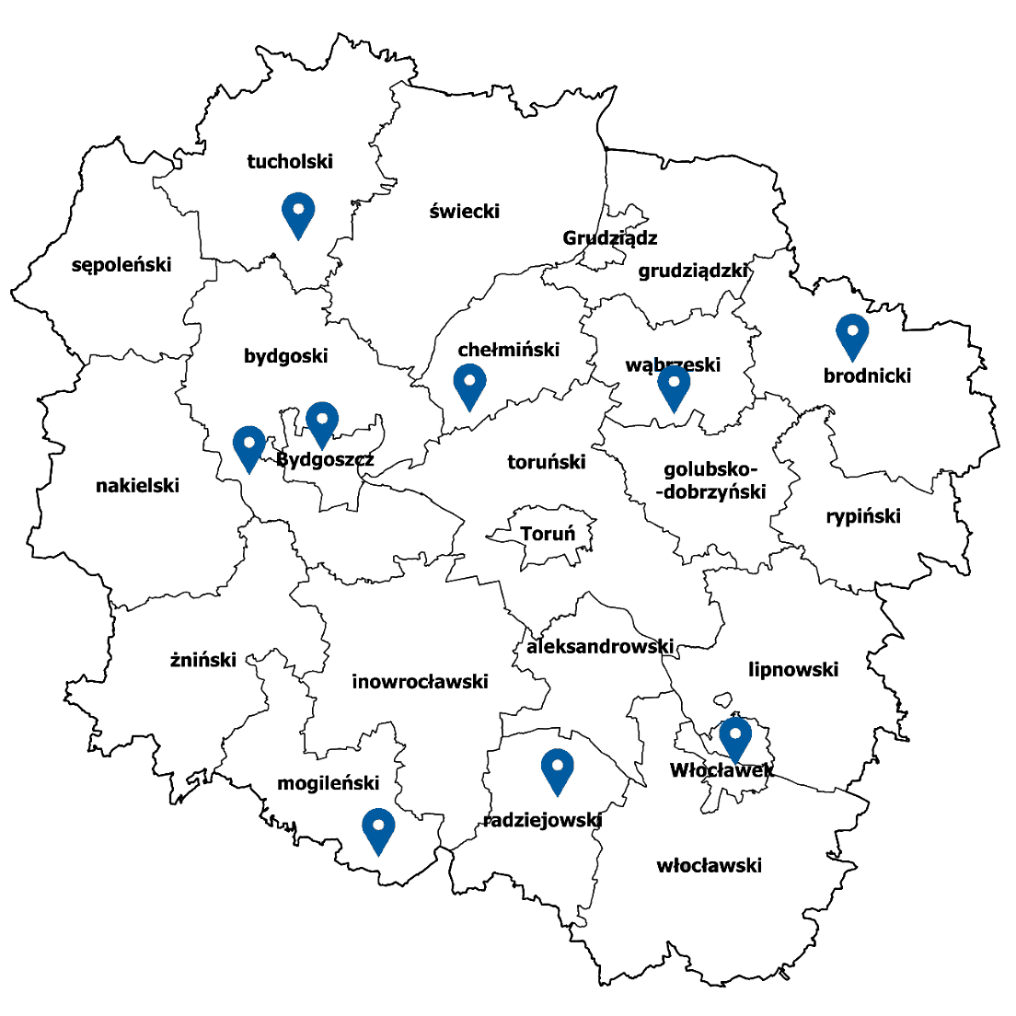 tucholski
świecki
Grudziądz
sępoleński
grudziądzki
chełmiński
bydgoski
wąbrzeski
brodnicki
Bydgoszcz
toruński
golubsko-
-dobrzyński
nakielski
rypiński
Toruń
aleksandrowski
żniński
lipnowski
inowrocławski
Włocławek
mogileński
radziejowski
włocławski